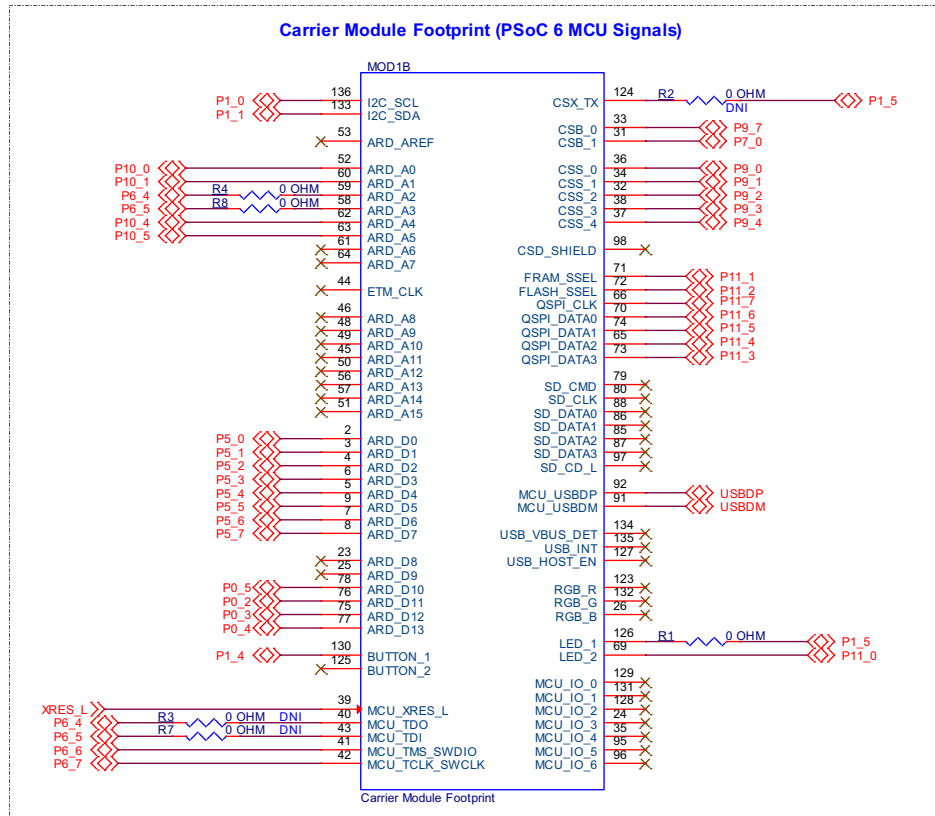 Carrier Module Footprint (PSoC 6 MCU Signals)
MOD1B
P1_0 136 I2C_SCL
P1_1 133 I2C_SDA
53 ARD_AREF
P10_0 52 ARD_A0
P10_1 60 ARD_A1
P6_4 R4 0 OHM 59 ARD_A2
P6_5 R8 0 OHM 58 ARD_A3
P10_4 62 ARD_A4
P10_5 63 ARD_A5
61 ARD_A6
64 ARD_A7
44 ETM_CLK
46 ARD_A8
48 ARD_A9
49 ARD_A10
45 ARD_A11
50 ARD_A12
56 ARD_A13
57 ARD_A14
51 ARD_A15
P5_0 2 ARD_D0
P5_1 3 ARD_D1
P5_2 4 ARD_D2
P5_3 6 ARD_D3
P5_4 5 ARD_D4
P5_5 9 ARD_D5
P5_6 7 ARD_D6
P5_7 8 ARD_D7
23 ARD_D8
25 ARD_D9
P0_5 78 ARD_D10
P0_2 76 ARD_D11
P0_3 75 ARD_D12
P0_4 77 ARD_D13
P1_4 130 BUTTON_1
125 BUTTON_2
XRES_L 39 MCU_XRES_L
P6_4 R3 0 OHM DNI 40 MCU_TDO
P6_5 R7 0 OHM DNI 43 MCU_TDI
P6_6 41 MCU_TMS_SWDIO
P6_7 42 MCU_TCLK_SWCLK
CSX_TX 124 R2 0 OHM DNI P1_5
CSB_0 33 P9_7
CSB_1 31 P7_0
CSS_0 36 P9_0
CSS_1 34 P9_1
CSS_2 32 P9_2
CSS_3 38 P9_3
CSS_4 37 P9_4
CSD_SHIELD 98
FRAM_SSEL 71 P11_1
FLASH_SSEL 72 P11_2
QSPI_CLK 66 P11_7
QSPI_DATA0 70 P11_6
QSPI_DATA1 74 P11_5
QSPI_DATA2 65 P11_4
QSPI_DATA3 73 P11_3
SD_CMD 79
SD_CLK 80
SD_DATA0 88
SD_DATA1 86
SD_DATA2 85
SD_DATA3 87
SD_CD_L 97
MCU_USBDP 92 USBDP
MCU_USBDM 91 USBDM
USB_VBUS_DET 134
USB_INT 135
USB_HOST_EN 127
RGB_R 123
RGB_G 132
RGB_B 26
LED_1 126 R1 0 OHM P1_5
LED_2 69 P11_0
MCU_IO_0 129
MCU_IO_1 131
MCU_IO_2 128
MCU_IO_3 24
MCU_IO_4 35
MCU_IO_5 95
MCU_IO_6 96
Carrier Module Footprint